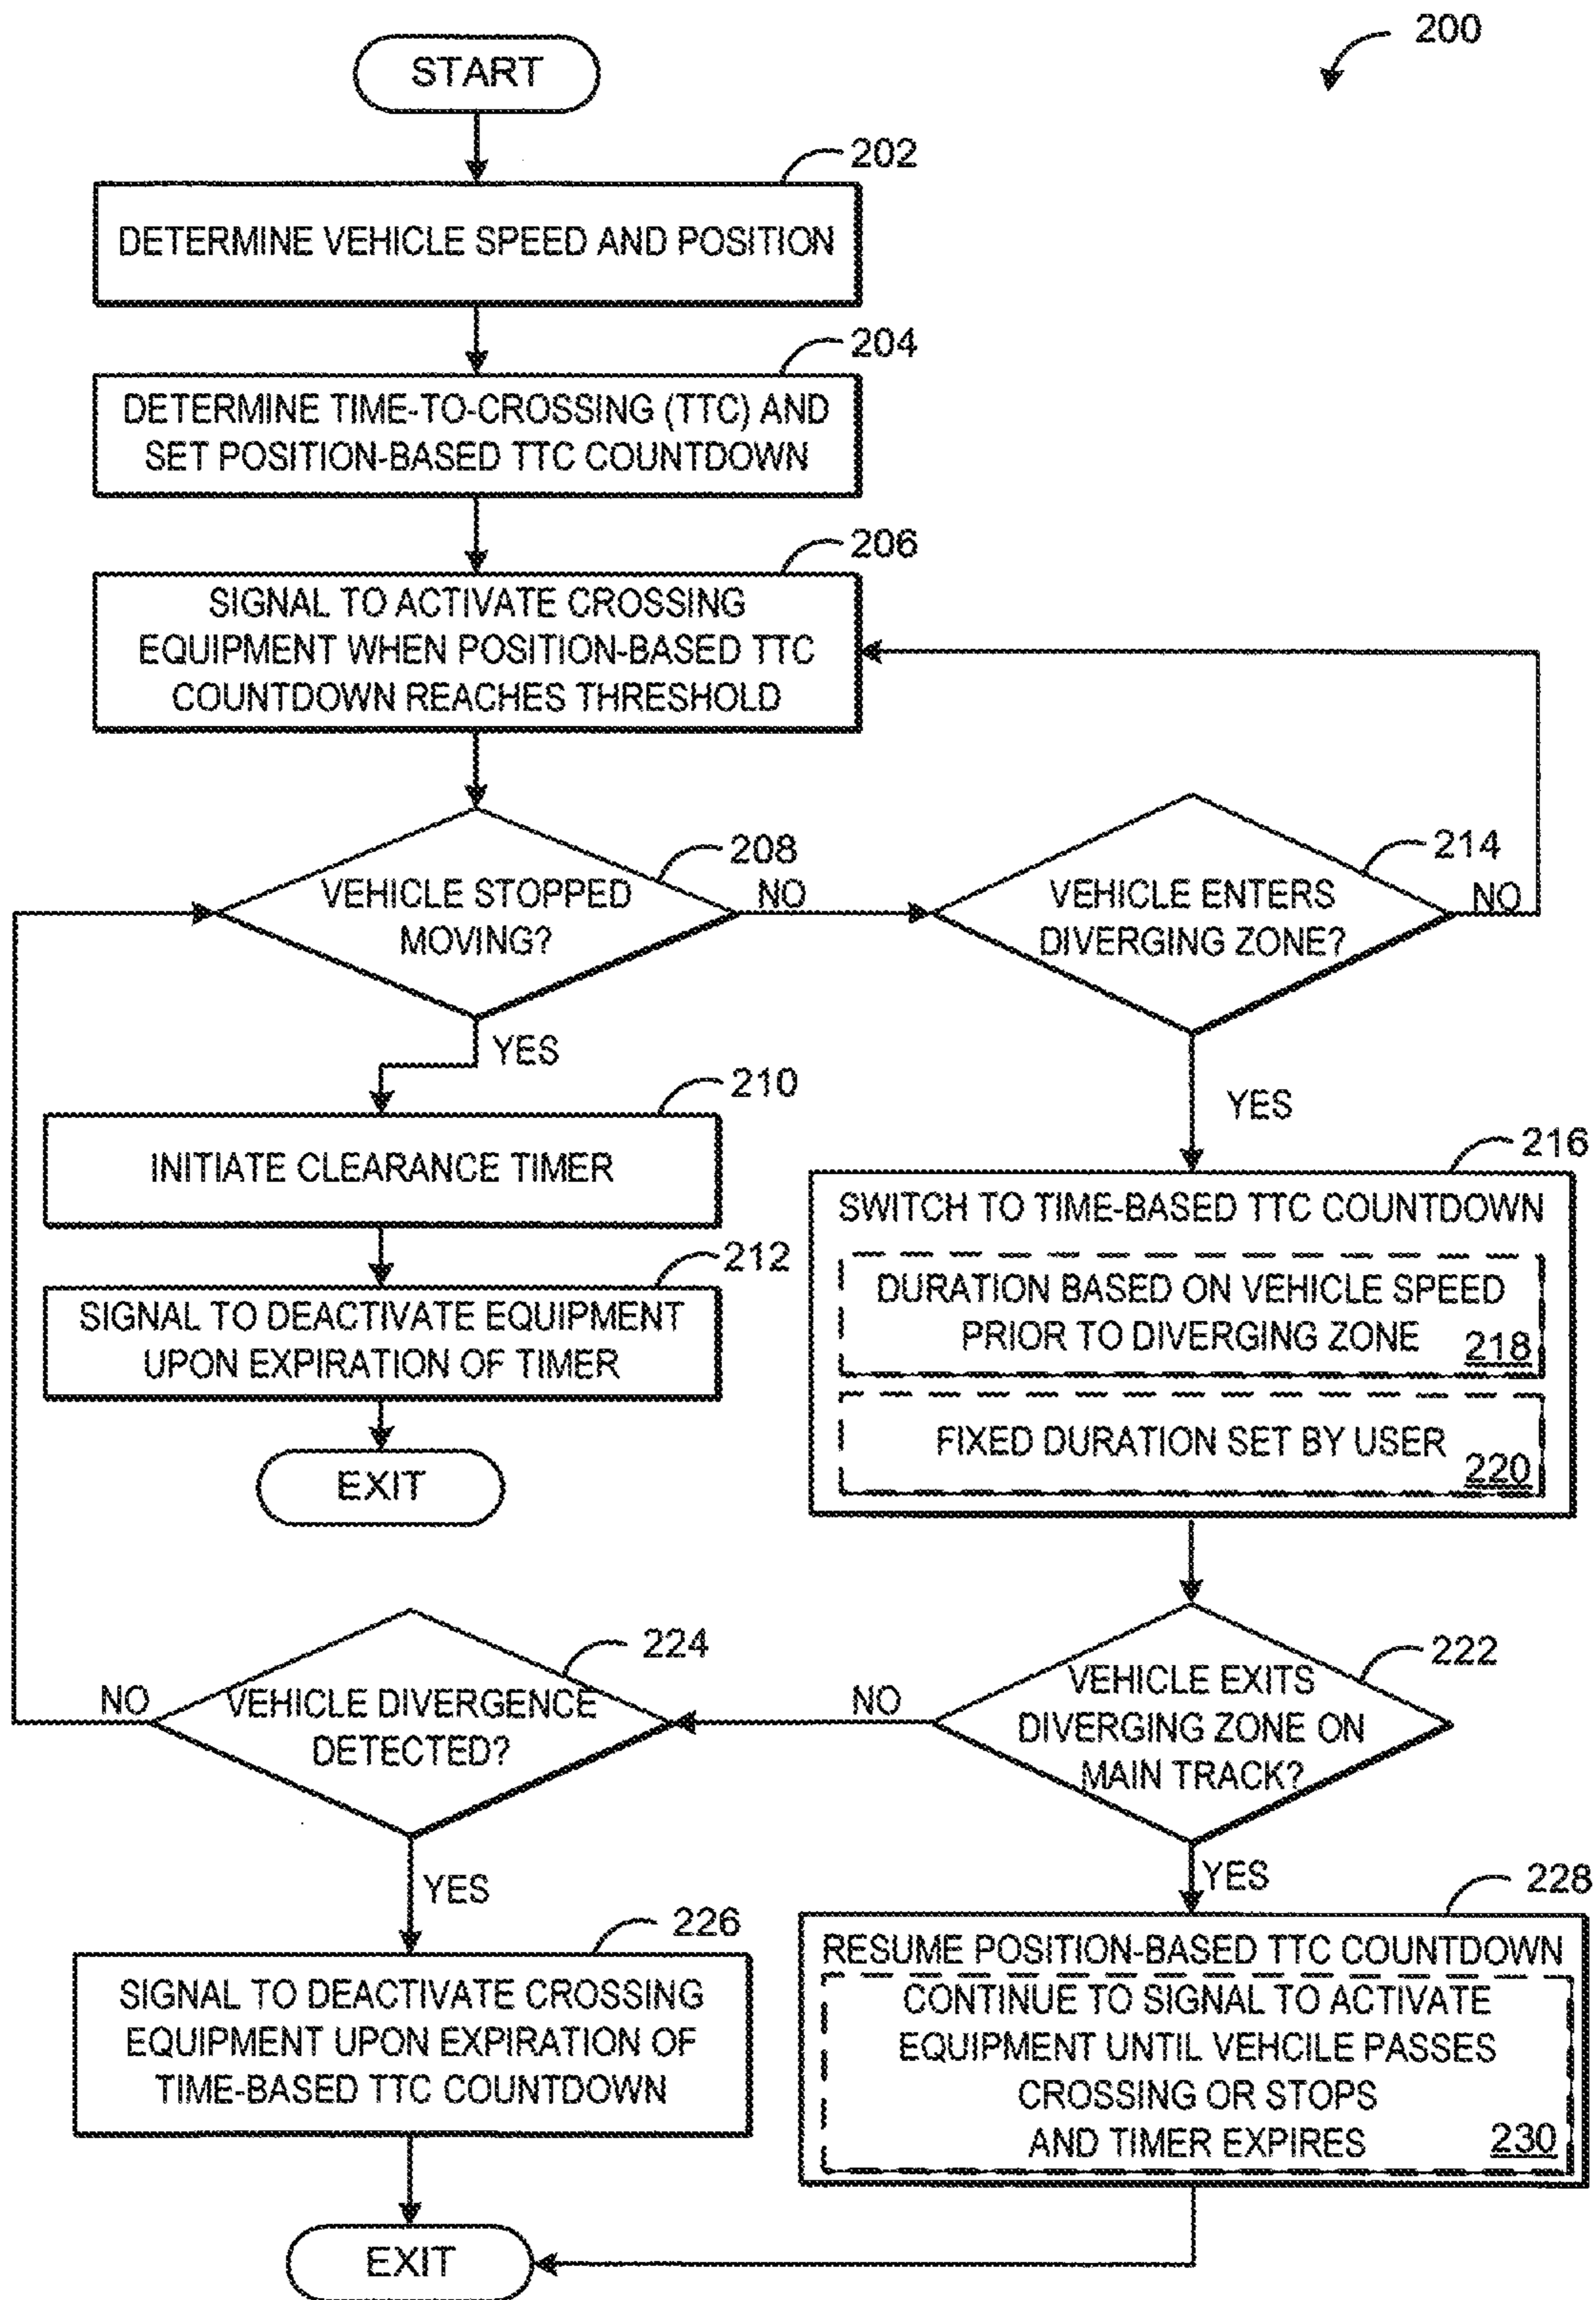 200
START
202
DETERMINE VEHICLE SPEED AND POSITION
204
DETERMINE TIME-TO-CROSSING (TTC) AND
SET POSITION-BASED TTC COUNTDOWN
206
SIGNAL TO ACTIVATE CROSSING
EQUIPMENT WHEN POSITION-BASED TTC
COUNTDOWN REACHES THRESHOLD
208
VEHICLE STOPPED
MOVING?
NO
214
VEHICLE ENTERS
DIVERGING ZONE?
NO
YES
210
INITIATE CLEARANCE TIMER
212
SIGNAL TO DEACTIVATE EQUIPMENT
UPON EXPIRATION OF TIMER
EXIT
YES
216
SWITCH TO TIME-BASED TTC COUNTDOWN
DURATION BASED ON VEHICLE SPEED
PRIOR TO DIVERGING ZONE
218
FIXED DURATION SET BY USER
220
222
VEHICLE EXITS
DIVERGING ZONE ON
MAIN TRACK?
NO
224
VEHICLE DIVERGENCE
DETECTED?
NO
YES
226
SIGNAL TO DEACTIVATE CROSSING
EQUIPMENT UPON EXPIRATION OF
TIME-BASED TTC COUNTDOWN
YES
228
RESUME POSITION-BASED TTC COUNTDOWN
CONTINUE TO SIGNAL TO ACTIVATE
EQUIPMENT UNTIL VEHCILE PASSES
CROSSING OR STOPS
AND TIMER EXPIRES
230
EXIT